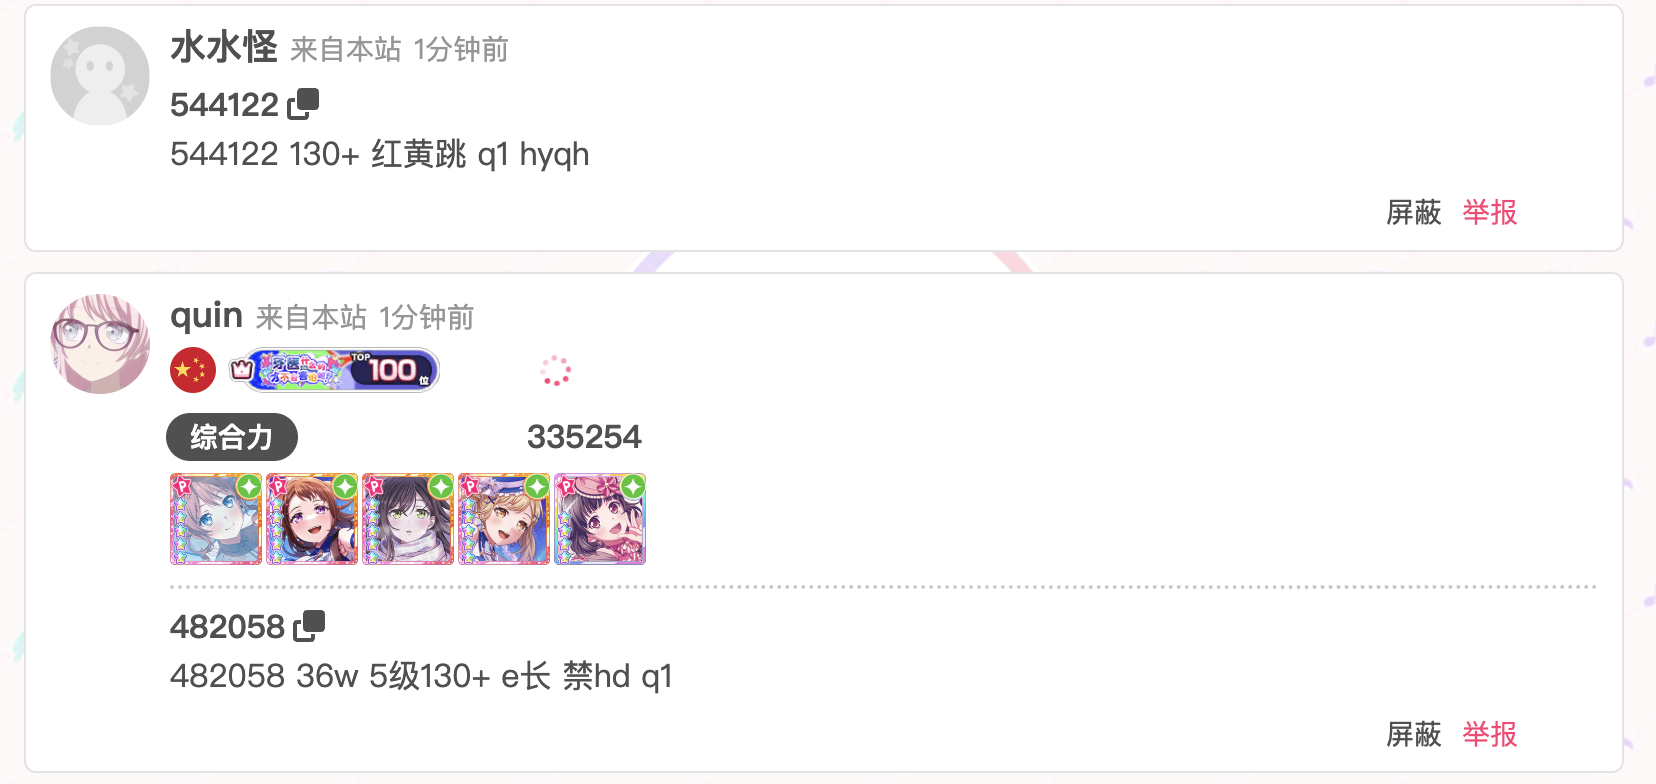 水水怪 来自本站 1分钟前
544122
544122 130+ 红黄跳 q1 hyqh
屏蔽 举报
quin 来自本站 1分钟前
TOP 100 位
综合力 335254
P P P P P
482058
482058 36w 5级130+ e长 禁hd q1
屏蔽 举报